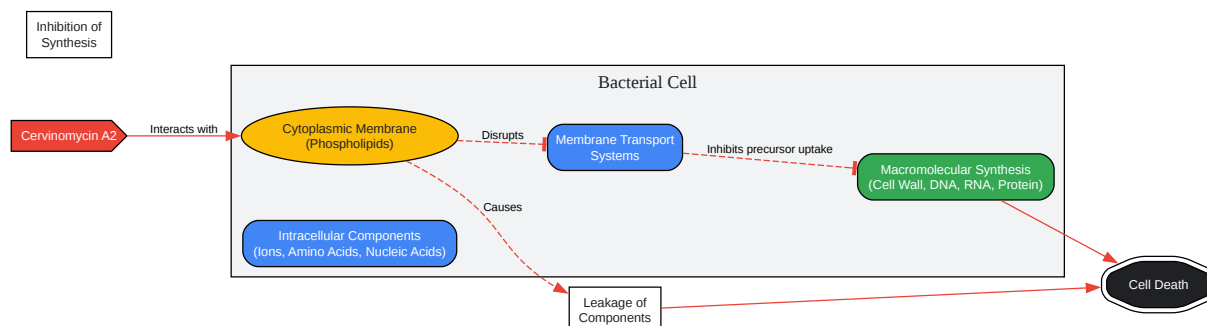 Inhibition of
Synthesis
Bacterial Cell
Cervinomycin A2
Interacts with
Cytoplasmic Membrane
(Phospholipids)
Disrupts
Membrane Transport
Systems
Inhibits precursor uptake
Macromolecular Synthesis
(Cell Wall, DNA, RNA, Protein)
Causes
Intracellular Components
(Ions, Amino Acids, Nucleic Acids)
Leakage of
Components
Cell Death